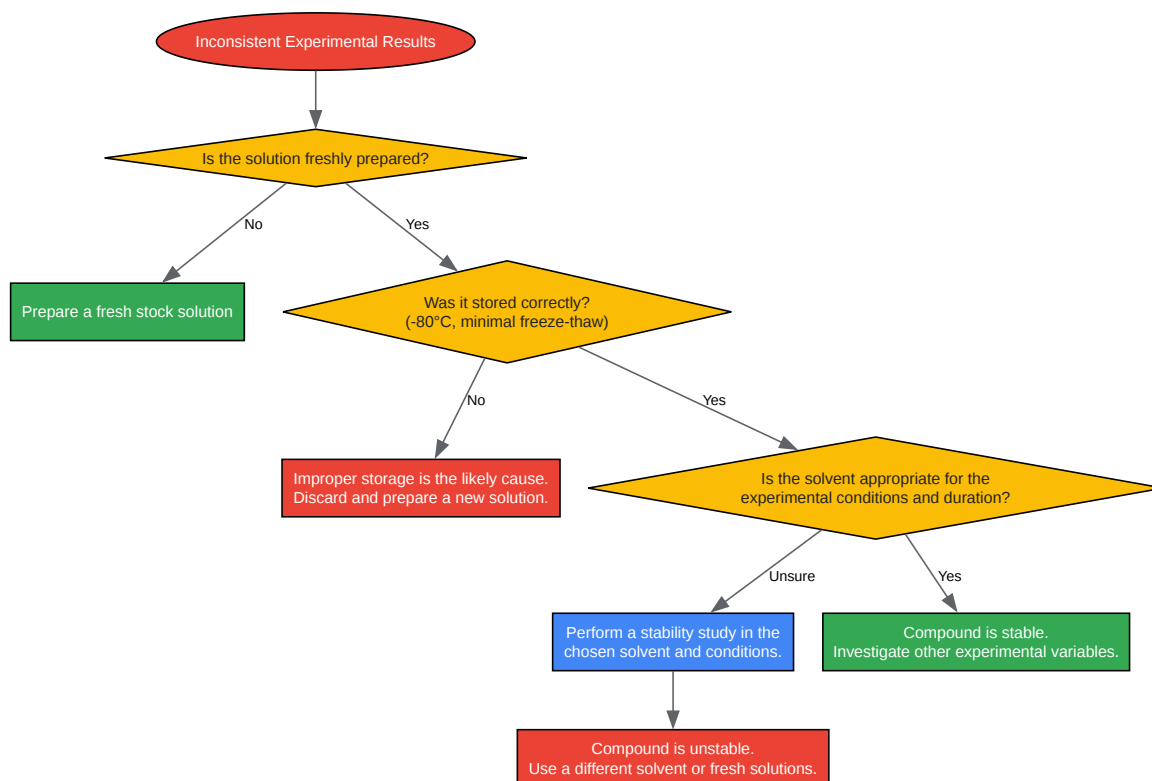 Inconsistent Experimental Results
Is the solution freshly prepared?
No
Yes
Prepare a fresh stock solution
Was it stored correctly?
(-80°C, minimal freeze-thaw)
No
Yes
Improper storage is the likely cause.
Discard and prepare a new solution.
Is the solvent appropriate for the
experimental conditions and duration?
Unsure
Yes
Perform a stability study in the
chosen solvent and conditions.
Compound is stable.
Investigate other experimental variables.
Compound is unstable.
Use a different solvent or fresh solutions.